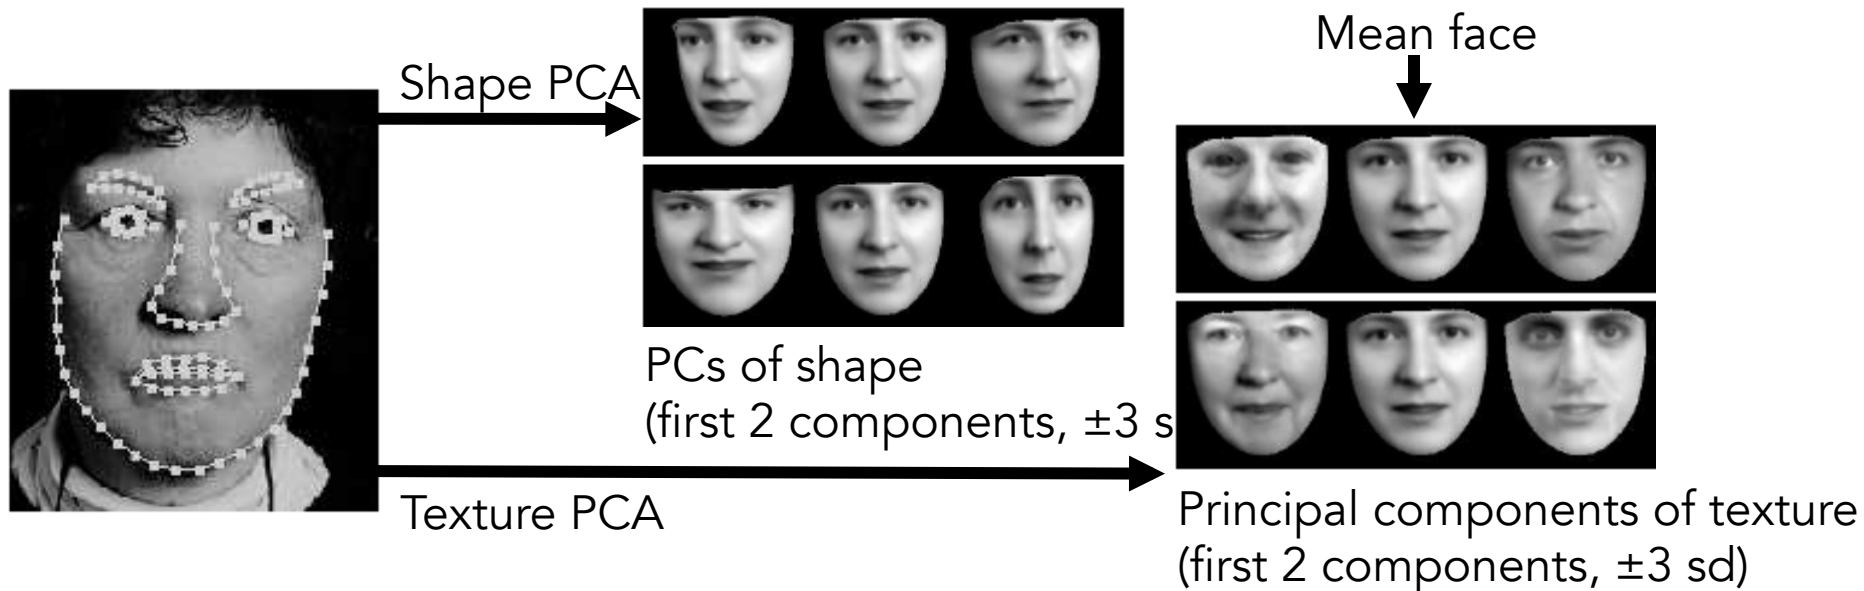 Mean face
Shape PCA
PCs of shape
(first 2 components, ±3 s
Texture PCA
Principal components of texture
(first 2 components, ±3 sd)